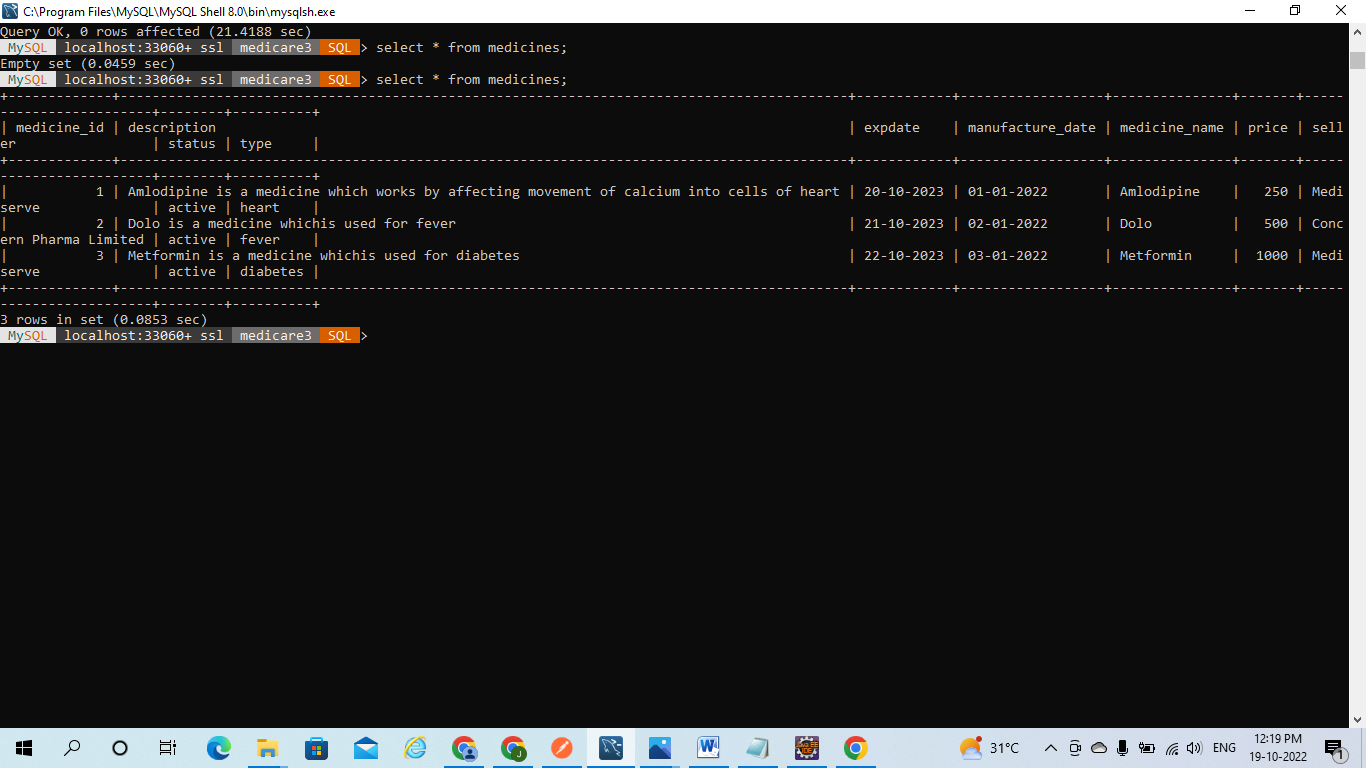 C:\Program Files\MySQL\MySQL Shell 8.0\bin\mysqlsh.exe
Query OK, 0 rows affected (21.4188 sec)
MySQL localhost:33060+ ssl medicare3 SQL > select * from medicines;
Empty set (0.0459 sec)
MySQL localhost:33060+ ssl medicare3 SQL > select * from medicines;
+-------------+-------------------------------------------------------------------------------------------+------------+------------------+---------------+-------+-----
-------------------+--------+----------+
| medicine_id | description                                                                               | expdate    | manufacture_date | medicine_name | price | sell
er                 | status | type     |
+-------------+-------------------------------------------------------------------------------------------+------------+------------------+---------------+-------+-----
-------------------+--------+----------+
|           1 | Amlodipine is a medicine which works by affecting movement of calcium into cells of heart | 20-10-2023 | 01-01-2022       | Amlodipine    |   250 | Medi
serve              | active | heart    |
|           2 | Dolo is a medicine whichis used for fever                                                 | 21-10-2023 | 02-01-2022       | Dolo          |   500 | Conc
ern Pharma Limited | active | fever    |
|           3 | Metformin is a medicine whichis used for diabetes                                         | 22-10-2023 | 03-01-2022       | Metformin     |  1000 | Medi
serve              | active | diabetes |
+-------------+-------------------------------------------------------------------------------------------+------------+------------------+---------------+-------+-----
-------------------+--------+----------+
3 rows in set (0.0853 sec)
MySQL localhost:33060+ ssl medicare3 SQL >
31°C ENG 12:19 PM
19-10-2022